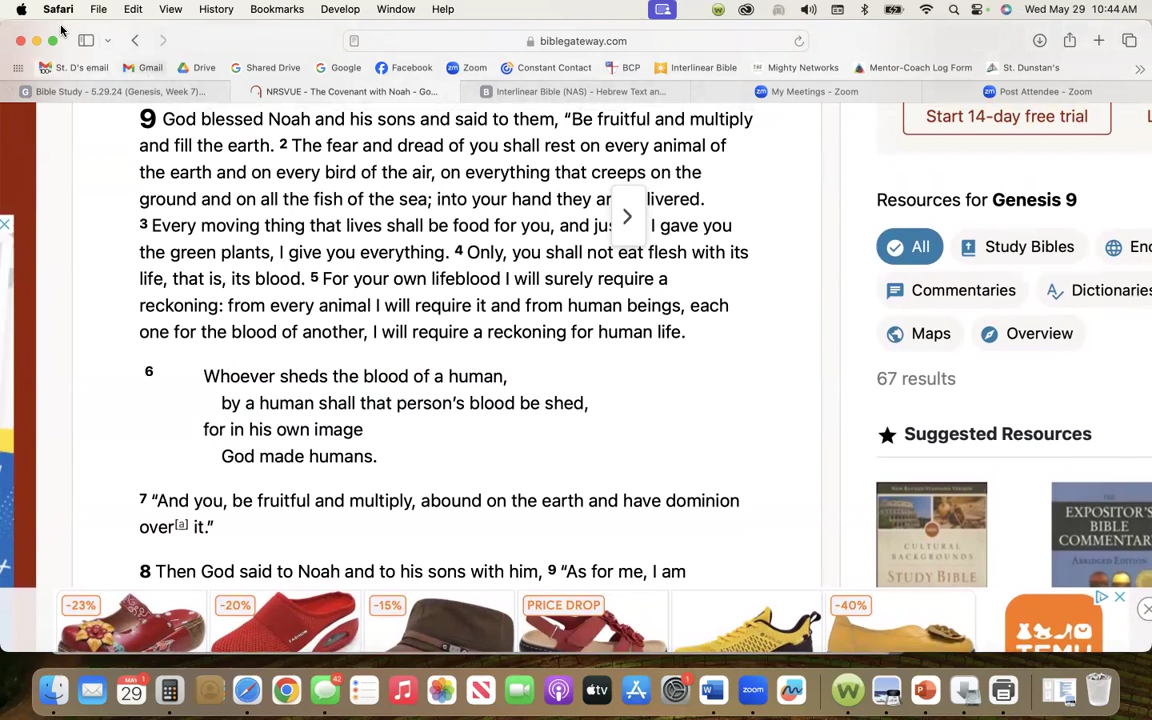 Safari File Edit View History Bookmarks Develop Window Help Wed May 29 10:44 AM
biblegateway.com
St. D's email Gmail Drive Shared Drive Google Facebook Zoom Constant Contact BCP Interlinear Bible Mighty Networks Mentor-Coach Log Form St. Dunstan's
Bible Study - 5.29.24 (Genesis, Week 7)... NRSVUE - The Covenant with Noah - Go... Interlinear Bible (NAS) - Hebrew Text an... My Meetings - Zoom Post Attendee - Zoom
9 God blessed Noah and his sons and said to them, “Be fruitful and multiply
and fill the earth. 2 The fear and dread of you shall rest on every animal of
the earth and on every bird of the air, on everything that creeps on the
ground and on all the fish of the sea; into your hand they are livered.
3 Every moving thing that lives shall be food for you, and jus I gave you
the green plants, I give you everything. 4 Only, you shall not eat flesh with its
life, that is, its blood. 5 For your own lifeblood I will surely require a
reckoning: from every animal I will require it and from human beings, each
one for the blood of another, I will require a reckoning for human life.
6 Whoever sheds the blood of a human,
by a human shall that person’s blood be shed,
for in his own image
God made humans.
7 “And you, be fruitful and multiply, abound on the earth and have dominion
over[a] it.”
8 Then God said to Noah and to his sons with him, 9 “As for me, I am
Start 14-day free trial
Resources for Genesis 9
All Study Bibles
Commentaries Dictionaries
Maps Overview
67 results
Suggested Resources
CULTURAL
BACKGROUNDS
STUDY BIBLE
EXPOSITOR'S
BIBLE
COMMENTARY
ABRIDGED EDITION
-23% -20% -15% PRICE DROP -40%
TEMU
MAY 1
29
42
1
zoom